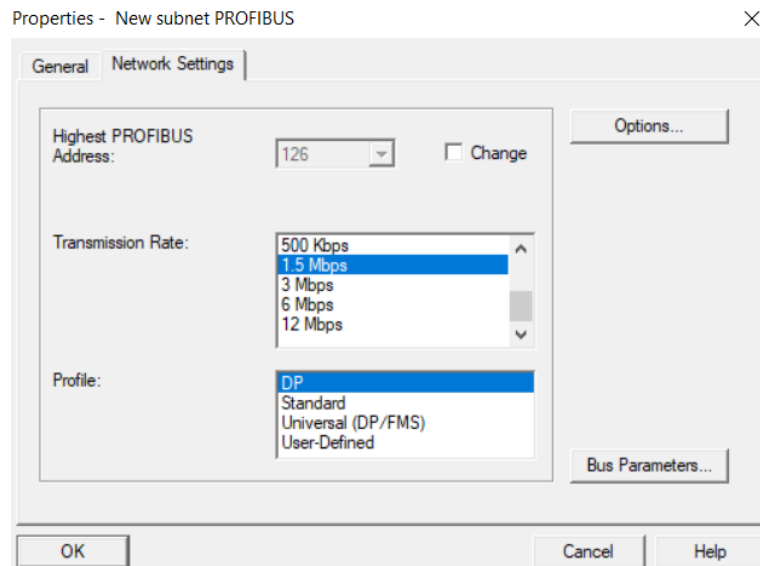 Properties - New subnet PROFIBUS
General
Network Settings
Highest PROFIBUS
Address:
126
Change
Options...
Transmission Rate:
500 Kbps
1.5 Mbps
3 Mbps
6 Mbps
12 Mbps
Profile:
DP
Standard
Universal (DP/FMS)
User-Defined
Bus Parameters...
OK
Cancel
Help